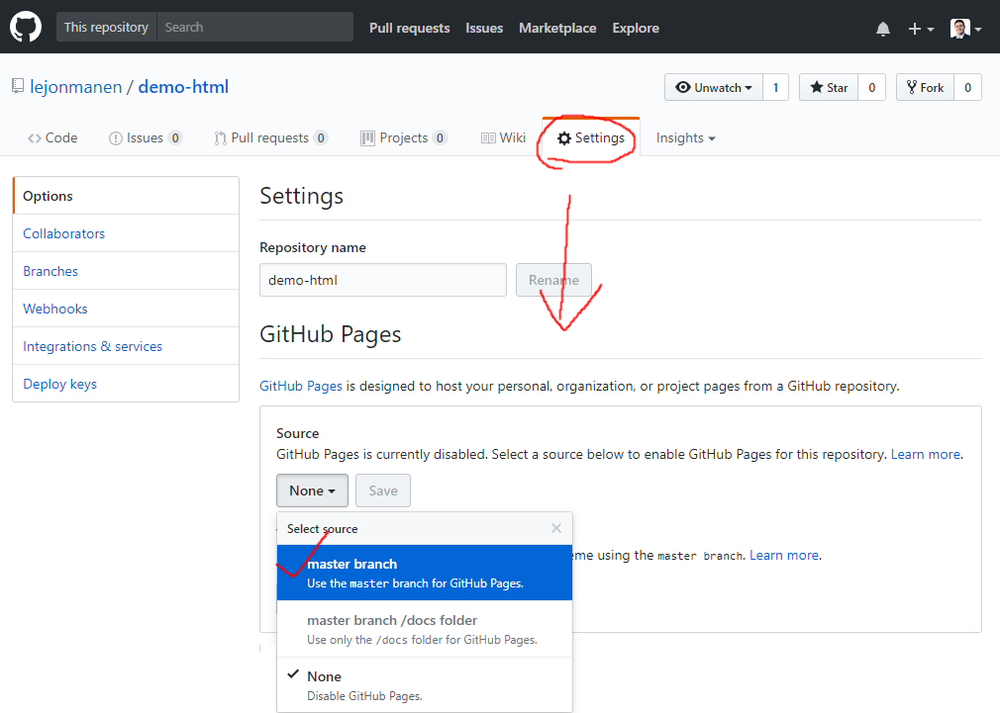 This repository Search Pull requests Issues Marketplace Explore
lejonmanen / demo-html Unwatch 1 Star 0 Fork 0
Code Issues 0 Pull requests 0 Projects 0 Wiki Settings Insights
Options
Collaborators
Branches
Webhooks
Integrations & services
Deploy keys
Settings
Repository name
demo-html Rename
GitHub Pages
GitHub Pages is designed to host your personal, organization, or project pages from a GitHub repository.
Source
GitHub Pages is currently disabled. Select a source below to enable GitHub Pages for this repository. Learn more.
None Save
Select source
master branch
Use the master branch for GitHub Pages.
using the master branch. Learn more.
master branch /docs folder
Use only the /docs folder for GitHub Pages.
None
Disable GitHub Pages.